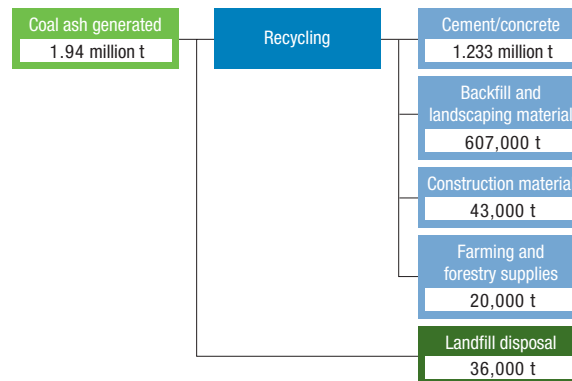 Coal ash generated
1.94 million t
Recycling
Cement/concrete
1.233 million t
Backfill and
landscaping material
607,000 t
Construction material
43,000 t
Farming and
forestry supplies
20,000 t
Landfill disposal
36,000 t